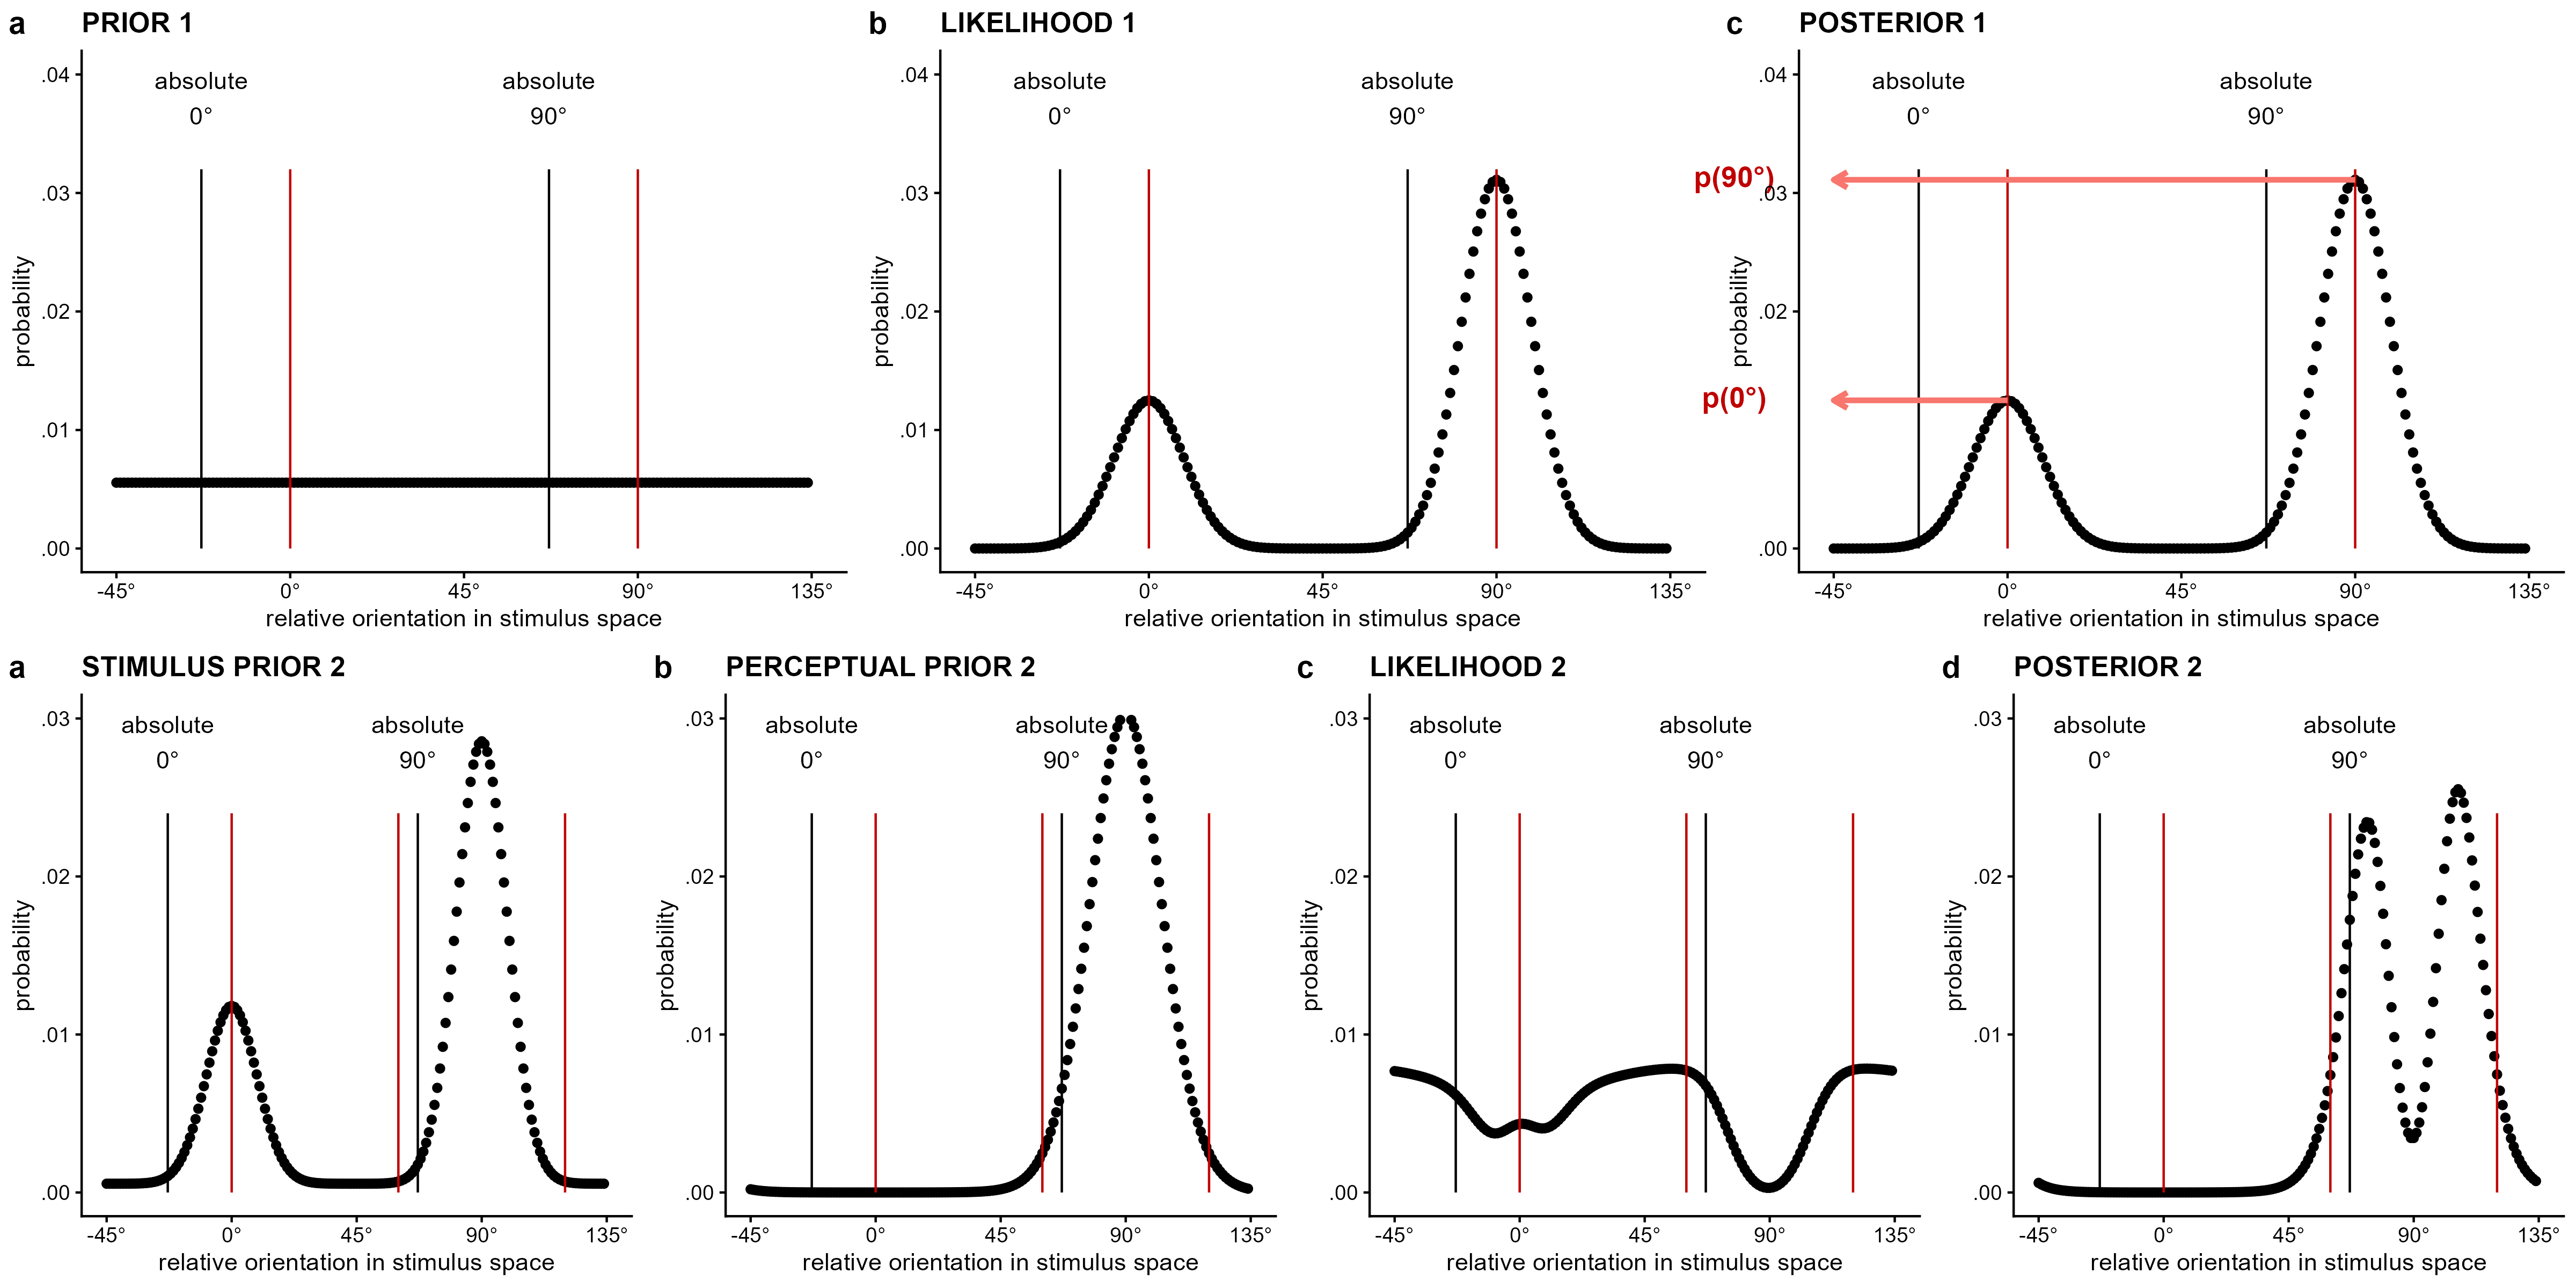 a PRIOR 1
.04
.03
.02
.01
.00
probability
absolute
0°
absolute
90°
-45° 0° 45° 90° 135°
relative orientation in stimulus space
b LIKELIHOOD 1
.04
.03
.02
.01
.00
probability
absolute
0°
absolute
90°
-45° 0° 45° 90° 135°
relative orientation in stimulus space
c POSTERIOR 1
.04
.03
.02
.01
.00
probability
absolute
0°
absolute
90°
p(90°)
p(0°)
-45° 0° 45° 90° 135°
relative orientation in stimulus space
a STIMULUS PRIOR 2
.03
.02
.01
.00
probability
absolute
0°
absolute
90°
-45° 0° 45° 90° 135°
relative orientation in stimulus space
b PERCEPTUAL PRIOR 2
.03
.02
.01
.00
probability
absolute
0°
absolute
90°
-45° 0° 45° 90° 135°
relative orientation in stimulus space
c LIKELIHOOD 2
.03
.02
.01
.00
probability
absolute
0°
absolute
90°
-45° 0° 45° 90° 135°
relative orientation in stimulus space
d POSTERIOR 2
.03
.02
.01
.00
probability
absolute
0°
absolute
90°
-45° 0° 45° 90° 135°
relative orientation in stimulus space